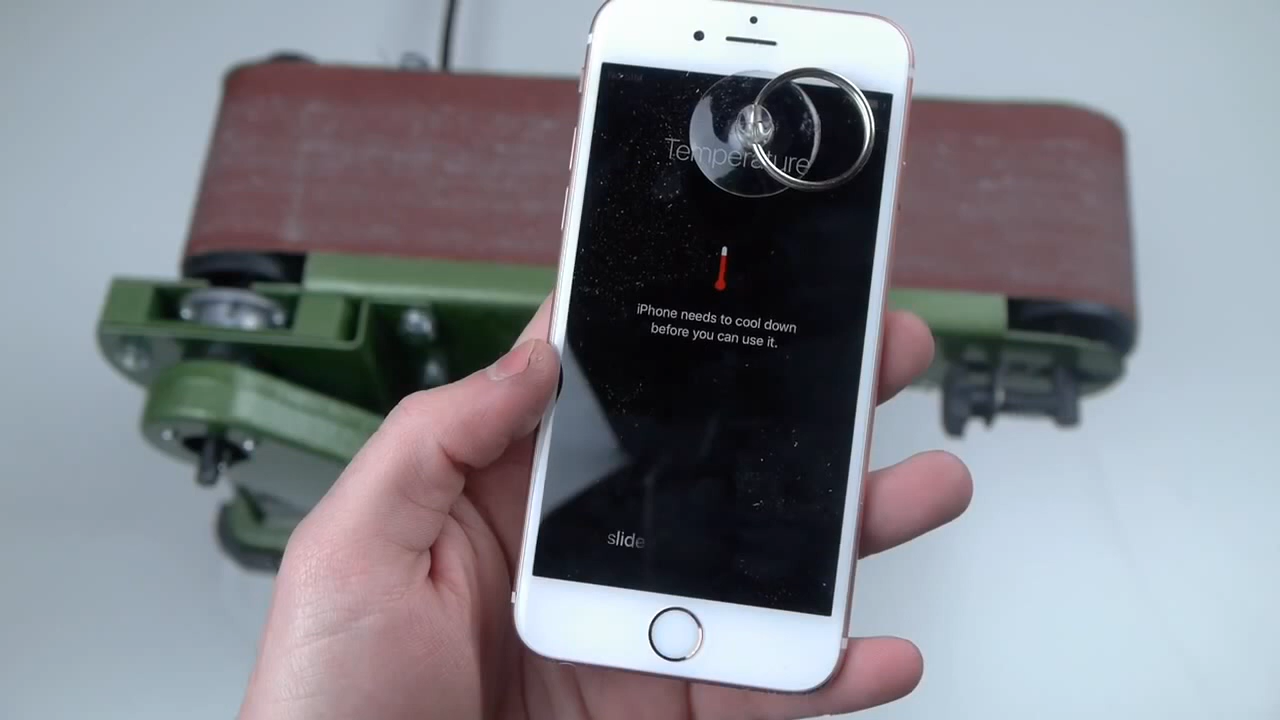 Temperature
iPhone needs to cool down
before you can use it.
slide